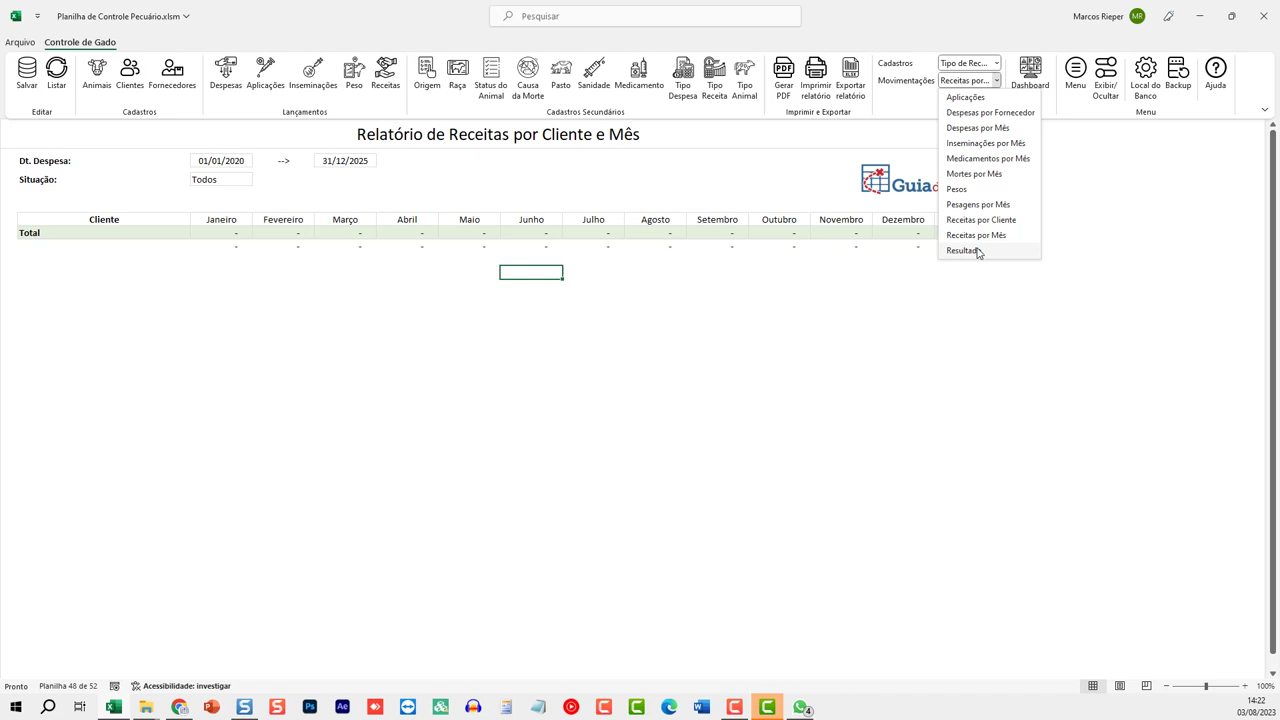 Planilha de Controle Pecuário.xlsm
Pesquisar
Marcos Rieper
MR
Arquivo
Controle de Gado
Salvar
Listar
Editar
Animais
Clientes
Fornecedores
Cadastros
Despesas
Aplicações
Inseminações
Peso
Receitas
Lançamentos
Origem
Raça
Status do Animal
Causa da Morte
Pasto
Sanidade
Medicamento
Tipo Despesa
Tipo Receita
Tipo Animal
Cadastros Secundários
Gerar PDF
Imprimir relatório
Exportar relatório
Imprimir e Exportar
Cadastros
Tipo de Rec...
Movimentações
Receitas por...
Dashboard
Menu
Exibir/ Ocultar
Local do Banco
Backup
Menu
Ajuda
Aplicações
Despesas por Fornecedor
Despesas por Mês
Inseminações por Mês
Medicamentos por Mês
Mortes por Mês
Pesos
Pesagens por Mês
Receitas por Cliente
Receitas por Mês
Relatório de Receitas por Cliente e Mês
Dt. Despesa: 01/01/2020 --> 31/12/2025
Situação: Todos
Cliente Janeiro Fevereiro Março Abril Maio Junho Julho Agosto Setembro Outubro Novembro Dezembro
Total - - - - - - - - - - - -
- - - - - - - - - - - -
Pronto
Planilha 48 de 52
Acessibilidade: investigar
100%
4
14:22
03/08/2023